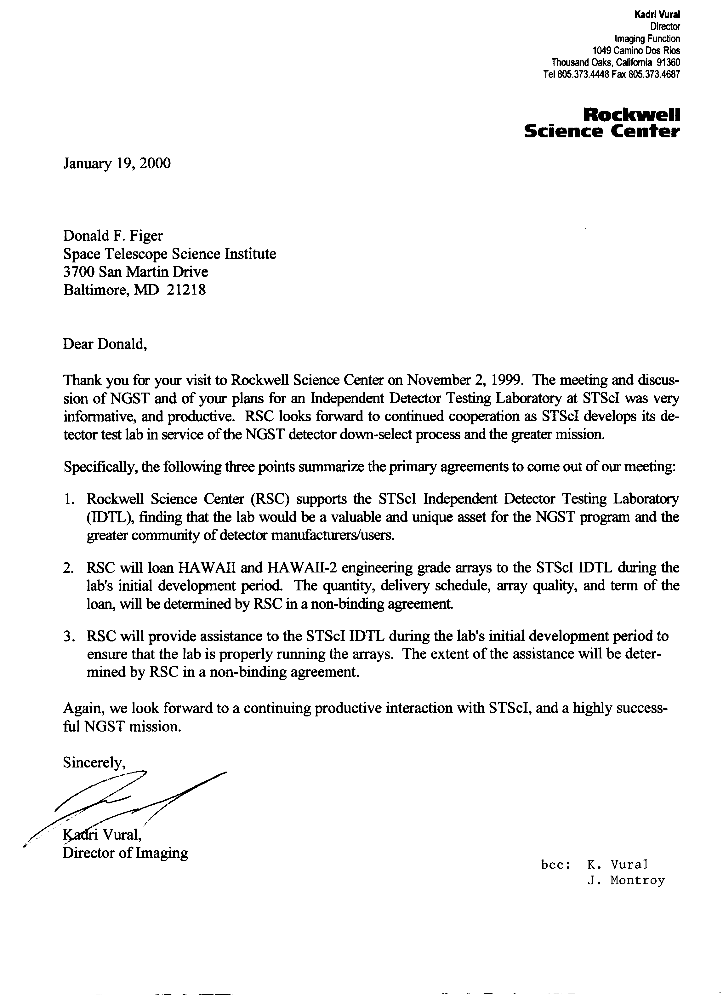 Kadri Vural
Director
Imaging Function
1049 Camino Dos Rios
Thousand Oaks, California  91360
Tel 805.373.4448 Fax 805.373.4687
Rockwell
Science Center
January 19, 2000
Donald F. Figer
Space Telescope Science Institute
3700 San Martin Drive
Baltimore, MD  21218
Dear Donald,
Thank you for your visit to Rockwell Science Center on November 2, 1999.  The meeting and discus-
sion of NGST and of your plans for an Independent Detector Testing Laboratory at STScI was very
informative, and productive.  RSC looks forward to continued cooperation as STScI develops its de-
tector test lab in service of the NGST detector down-select process and the greater mission.
Specifically, the following three points summarize the primary agreements to come out of our meeting:
1. Rockwell Science Center (RSC) supports the STScI Independent Detector Testing Laboratory
(IDTL), finding that the lab would be a valuable and unique asset for the NGST program and the
greater community of detector manufacturers/users.
2. RSC will loan HAWAII and HAWAII-2 engineering grade arrays to the STScI IDTL during the
lab's initial development period.  The quantity, delivery schedule, array quality, and term of the
loan, will be determined by RSC in a non-binding agreement.
3. RSC will provide assistance to the STScI IDTL during the lab's initial development period to
ensure that the lab is properly running the arrays.  The extent of the assistance will be deter-
mined by RSC in a non-binding agreement.
Again, we look forward to a continuing productive interaction with STScI, and a highly success-
ful NGST mission.
Sincerely,
Kadri Vural,
Director of Imaging
bcc:  K. Vural
J. Montroy